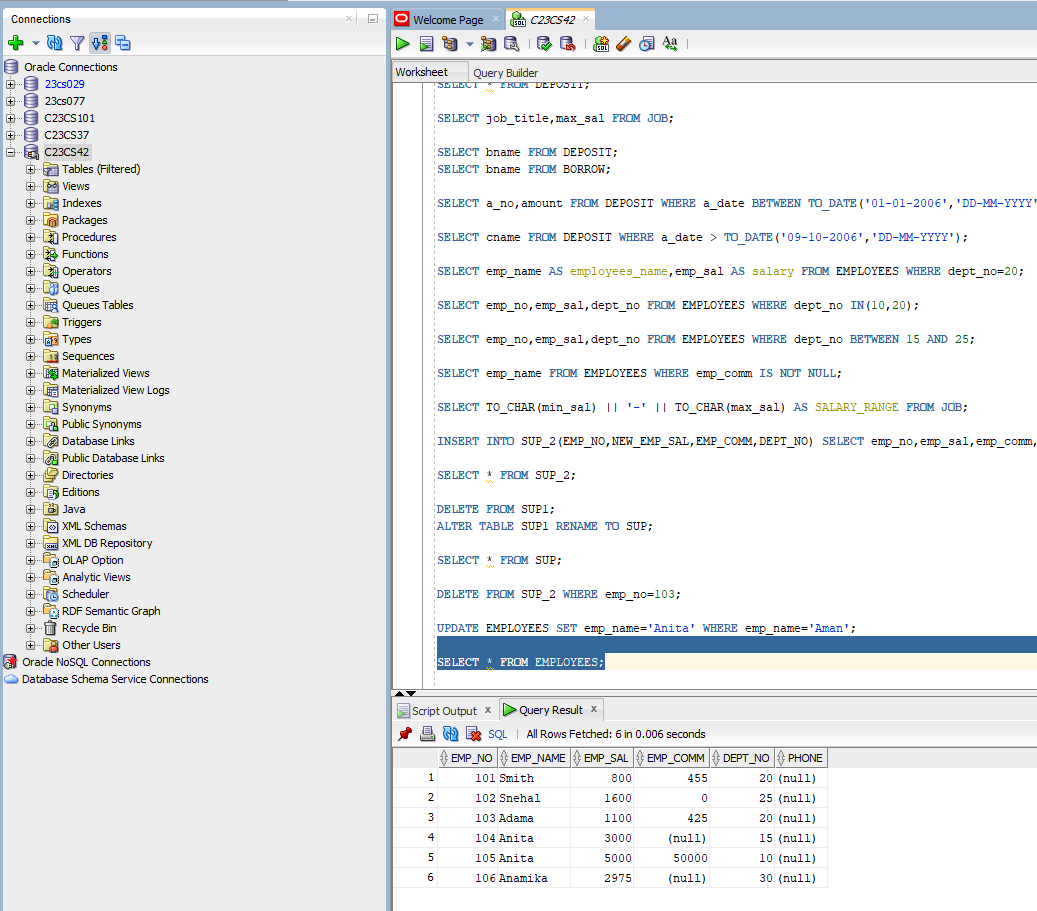 Connections
Oracle Connections
23cs029
23cs077
C23CS101
C23CS37
C23CS42
Tables (Filtered)
Views
Indexes
Packages
Procedures
Functions
Operators
Queues
Queues Tables
Triggers
Types
Sequences
Materialized Views
Materialized View Logs
Synonyms
Public Synonyms
Database Links
Public Database Links
Directories
Editions
Java
XML Schemas
XML DB Repository
OLAP Option
Analytic Views
Scheduler
RDF Semantic Graph
Recycle Bin
Other Users
Oracle NoSQL Connections
Database Schema Service Connections
Welcome Page
C23CS42
Worksheet Query Builder
SELECT * FROM DEPOSIT;
SELECT job_title,max_sal FROM JOB;
SELECT bname FROM DEPOSIT;
SELECT bname FROM BORROW;
SELECT a_no,amount FROM DEPOSIT WHERE a_date BETWEEN TO_DATE('01-01-2006','DD-MM-YYYY'
SELECT cname FROM DEPOSIT WHERE a_date > TO_DATE('09-10-2006','DD-MM-YYYY');
SELECT emp_name AS employees_name,emp_sal AS salary FROM EMPLOYEES WHERE dept_no=20;
SELECT emp_no,emp_sal,dept_no FROM EMPLOYEES WHERE dept_no IN(10,20);
SELECT emp_no,emp_sal,dept_no FROM EMPLOYEES WHERE dept_no BETWEEN 15 AND 25;
SELECT emp_name FROM EMPLOYEES WHERE emp_comm IS NOT NULL;
SELECT TO_CHAR(min_sal) || '-' || TO_CHAR(max_sal) AS SALARY_RANGE FROM JOB;
INSERT INTO SUP_2(EMP_NO,NEW_EMP_SAL,EMP_COMM,DEPT_NO) SELECT emp_no,emp_sal,emp_comm,
SELECT * FROM SUP_2;
DELETE FROM SUP1;
ALTER TABLE SUP1 RENAME TO SUP;
SELECT * FROM SUP;
DELETE FROM SUP_2 WHERE emp_no=103;
UPDATE EMPLOYEES SET emp_name='Anita' WHERE emp_name='Aman';
SELECT * FROM EMPLOYEES;
Script Output x Query Result x
SQL | All Rows Fetched: 6 in 0.006 seconds
EMP_NO EMP_NAME EMP_SAL EMP_COMM DEPT_NO PHONE
1 101 Smith 800 455 20 (null)
2 102 Snehal 1600 0 25 (null)
3 103 Adama 1100 425 20 (null)
4 104 Anita 3000 (null) 15 (null)
5 105 Anita 5000 50000 10 (null)
6 106 Anamika 2975 (null) 30 (null)